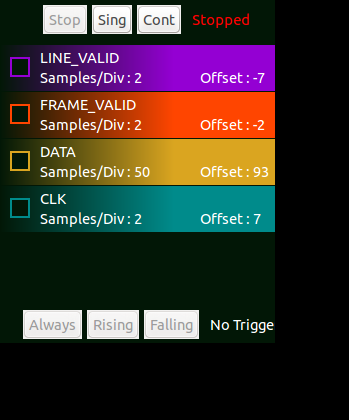 Stop Sing Cont Stopped
LINE_VALID
Samples/Div : 2 Offset : -7
FRAME_VALID
Samples/Div : 2 Offset : -2
DATA
Samples/Div : 50 Offset : 93
CLK
Samples/Div : 2 Offset : 7
Always Rising Falling No Trigge